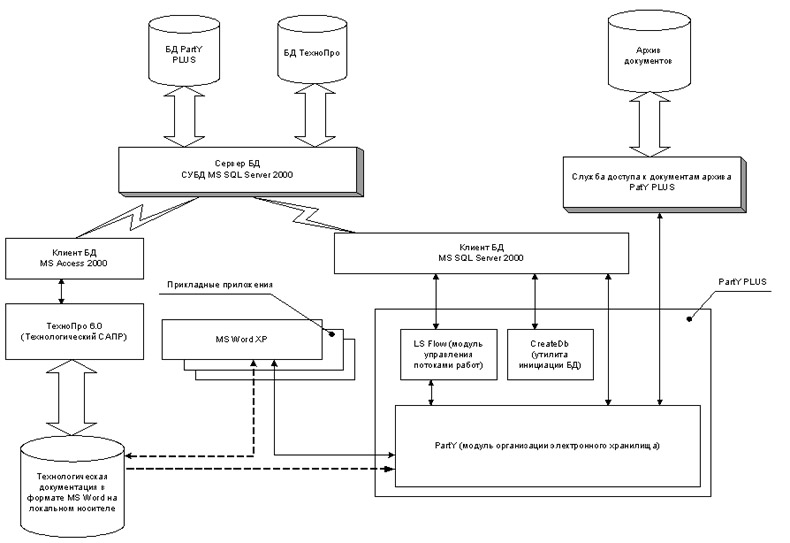 БД PartY
PLUS
БД ТехноПро
Архив
документов
Сервер БД
СУБД MS SQL Server 2000
Служба доступа к документам архива
PatY PLUS
Клиент БД
MS Access 2000
Клиент БД
MS SQL Server 2000
Прикладные приложения
PartY PLUS
ТехноПро 6.0
(Технологический САПР)
MS Word XP
LS Flow (модуль
управления
потоками работ)
CreateDb
(утилита
инициации БД)
PartY (модуль организации электронного хранилища)
Технологическая
документация в
формате MS Word на
локальном носителе